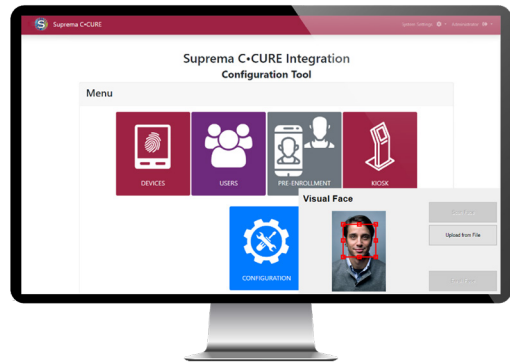 Suprema C•CURE
System Settings
Administrator
Suprema C•CURE Integration
Configuration Tool
Menu
DEVICES
USERS
PRE-ENROLLMENT
KIOSK
Visual Face
Upload from File
CONFIGURATION